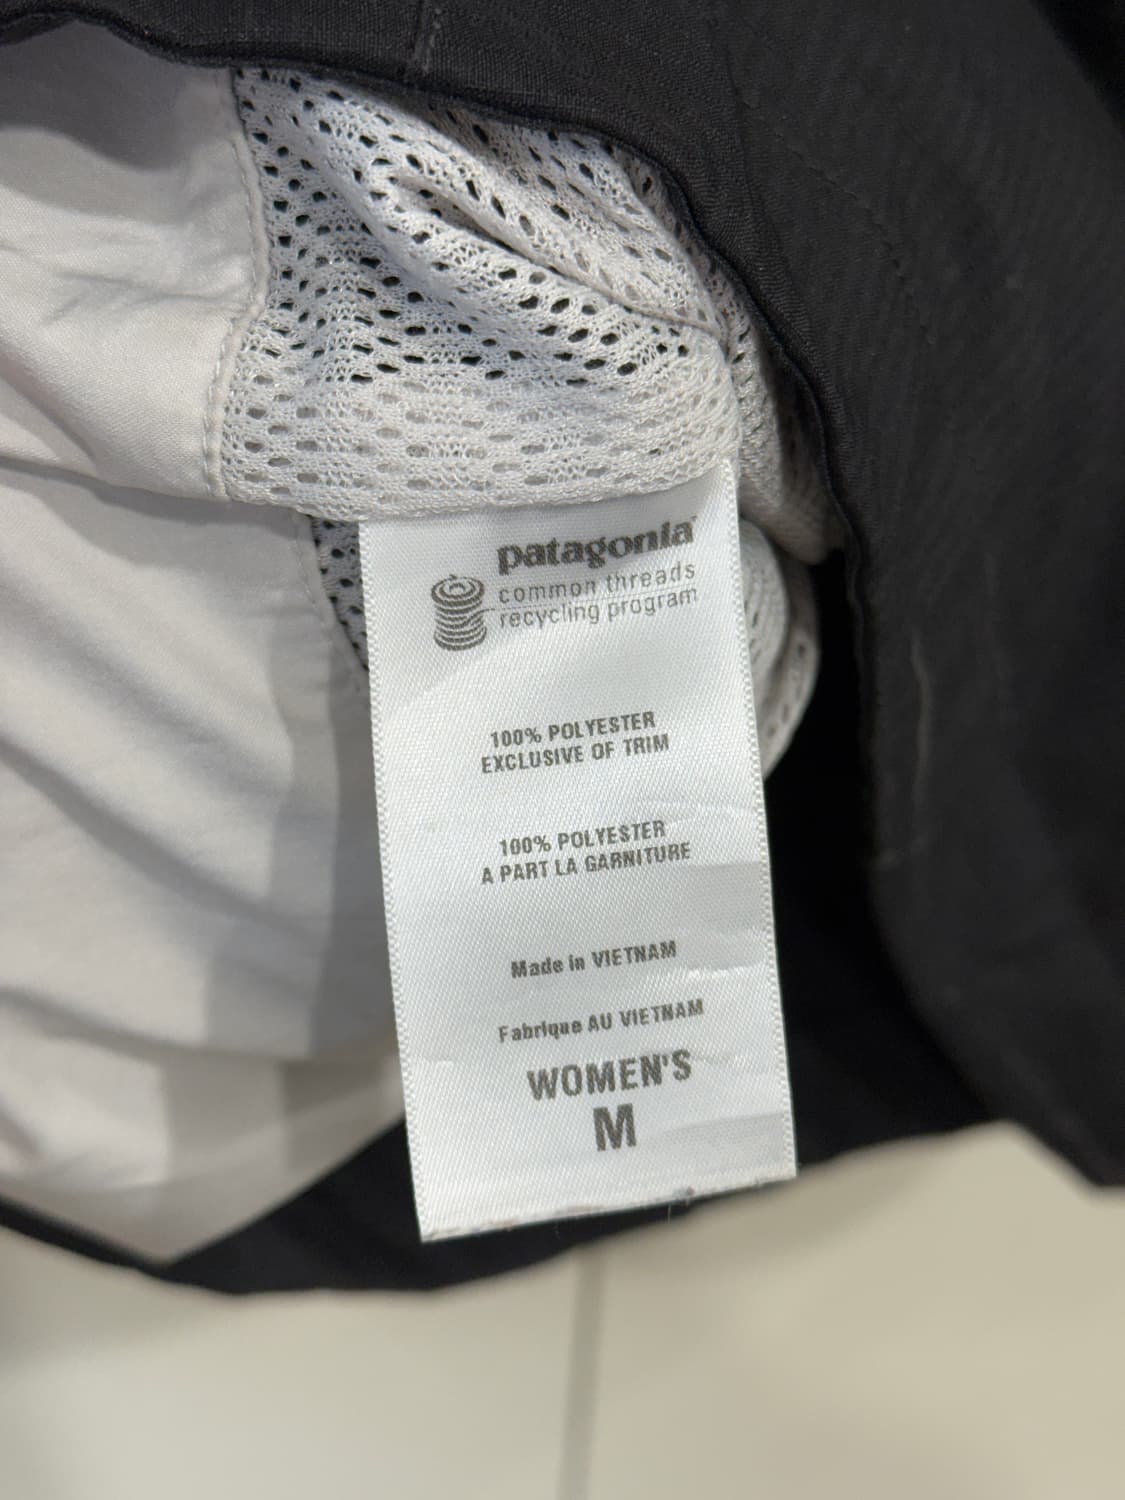 patagonia
common threads
recycling program
100% POLYESTER
EXCLUSIVE OF TRIM
100% POLYESTER
A PART LA GARNITURE
Made in VIETNAM
Fabrique AU VIETNAM
WOMEN'S
M